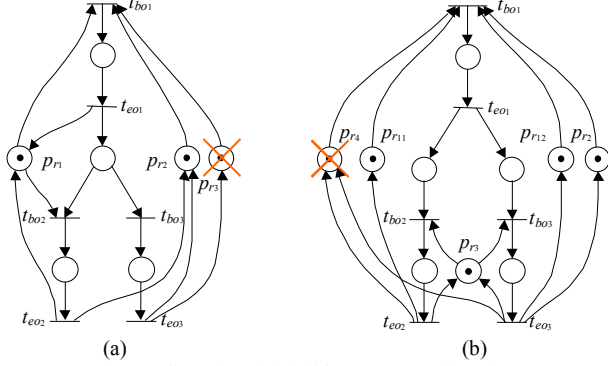 t_bo1
t_eo1
p_r1
p_r2
p_r3
t_bo2
t_bo3
t_eo2
t_eo3
(a)
t_bo1
t_eo1
p_r4
p_r11
p_r12
p_r2
t_bo2
t_bo3
p_r3
t_eo2
t_eo3
(b)